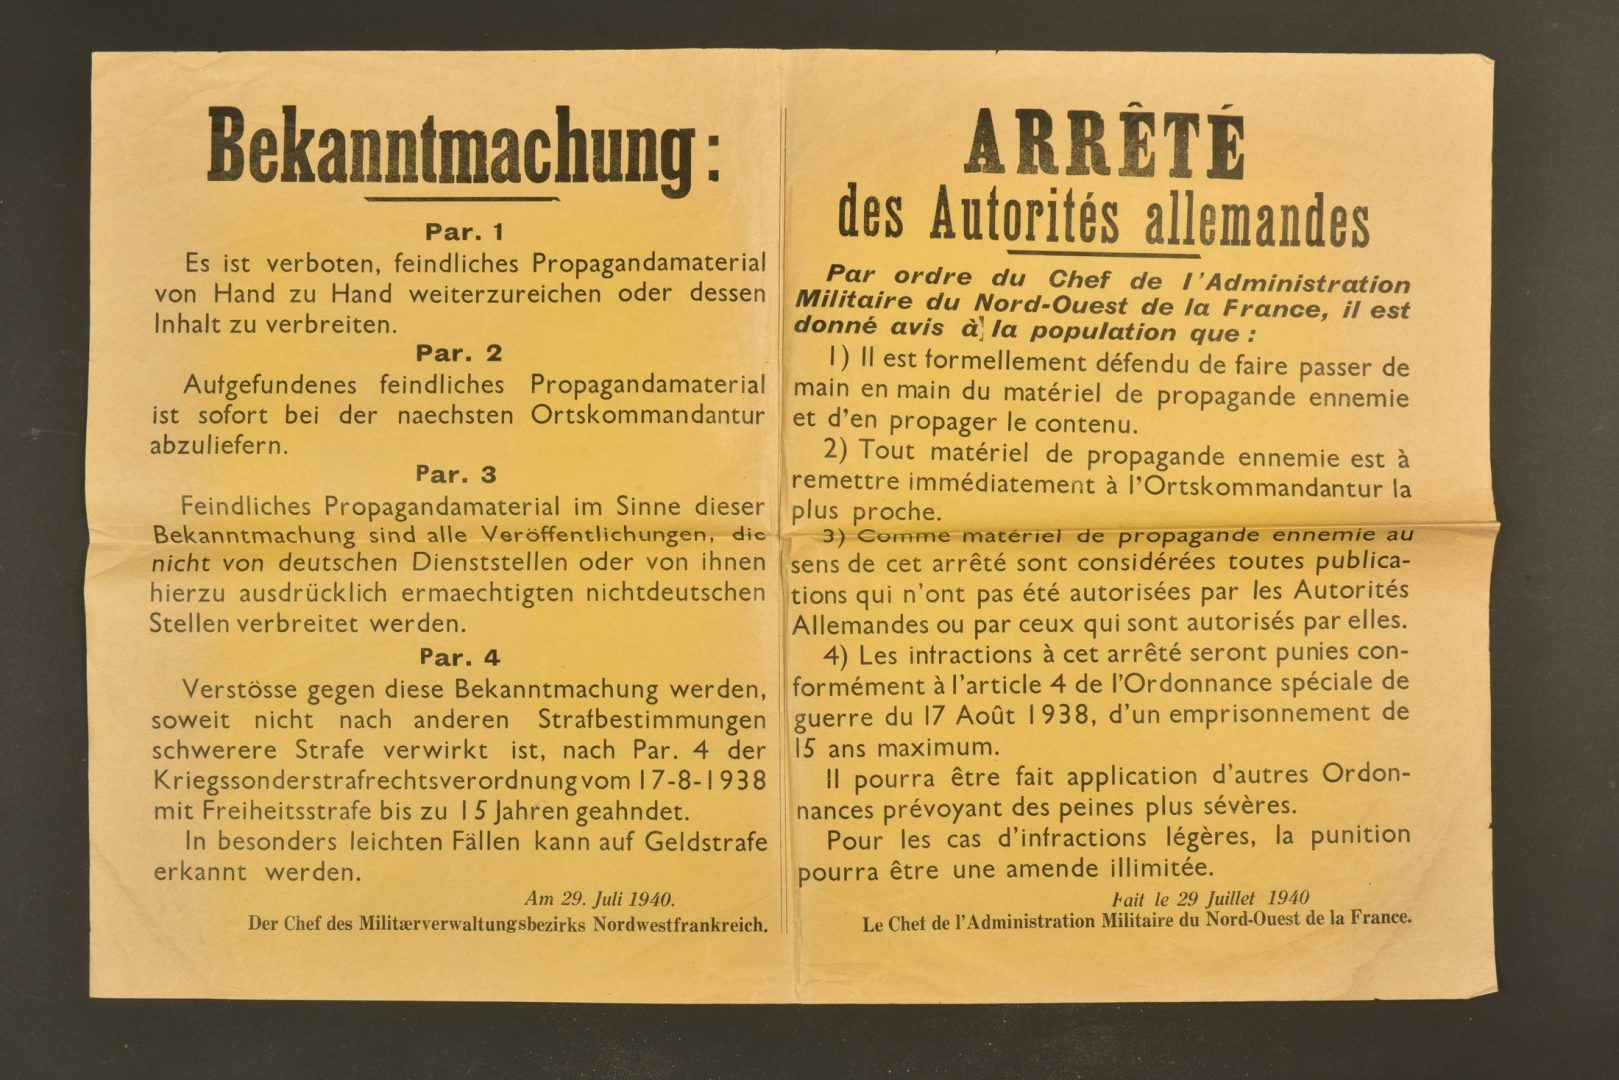 Bekanntmachung:
Par. 1
Es ist verboten, feindliches Propagandamaterial
von Hand zu Hand weiterzureichen oder dessen
Inhalt zu verbreiten.
Par. 2
Aufgefundenes feindliches Propagandamaterial
ist sofort bei der naechsten Ortskommandantur
abzuliefern.
Par. 3
Feindliches Propagandamaterial im Sinne dieser
Bekanntmachung sind alle Veröffentlichungen, die
nicht von deutschen Dienststellen oder von ihnen
hierzu ausdrücklich ermaechtigten nichtdeutschen
Stellen verbreitet werden.
Par. 4
Verstösse gegen diese Bekanntmachung werden,
soweit nicht nach anderen Strafbestimmungen
schwerere Strafe verwirkt ist, nach Par. 4 der
Kriegssonderstrafrechtsverordnung vom 17-8-1938
mit Freiheitsstrafe bis zu 15 Jahren geahndet.
In besonders leichten Fällen kann auf Geldstrafe
erkannt werden.
Am 29. Juli 1940.
Der Chef des Militærverwaltungsbezirks Nordwestfrankreich.
ARRÊTÉ
des Autorités allemandes
Par ordre du Chef de l'Administration
Militaire du Nord-Ouest de la France, il est
donné avis à la population que :
1) Il est formellement défendu de faire passer de
main en main du matériel de propagande ennemie
et d'en propager le contenu.
2) Tout matériel de propagande ennemie est à
remettre immédiatement à l'Ortskommandantur la
plus proche.
3) Comme matériel de propagande ennemie au
sens de cet arrêté sont considérées toutes publica-
tions qui n'ont pas été autorisées par les Autorités
Allemandes ou par ceux qui sont autorisés par elles.
4) Les infractions à cet arrêté seront punies con-
formément à l'article 4 de l'Ordonnance spéciale de
guerre du 17 Août 1938, d'un emprisonnement de
15 ans maximum.
Il pourra être fait application d'autres Ordon-
nances prévoyant des peines plus sévères.
Pour les cas d'infractions légères, la punition
pourra être une amende illimitée.
Fait le 29 Juillet 1940
Le Chef de l'Administration Militaire du Nord-Ouest de la France.